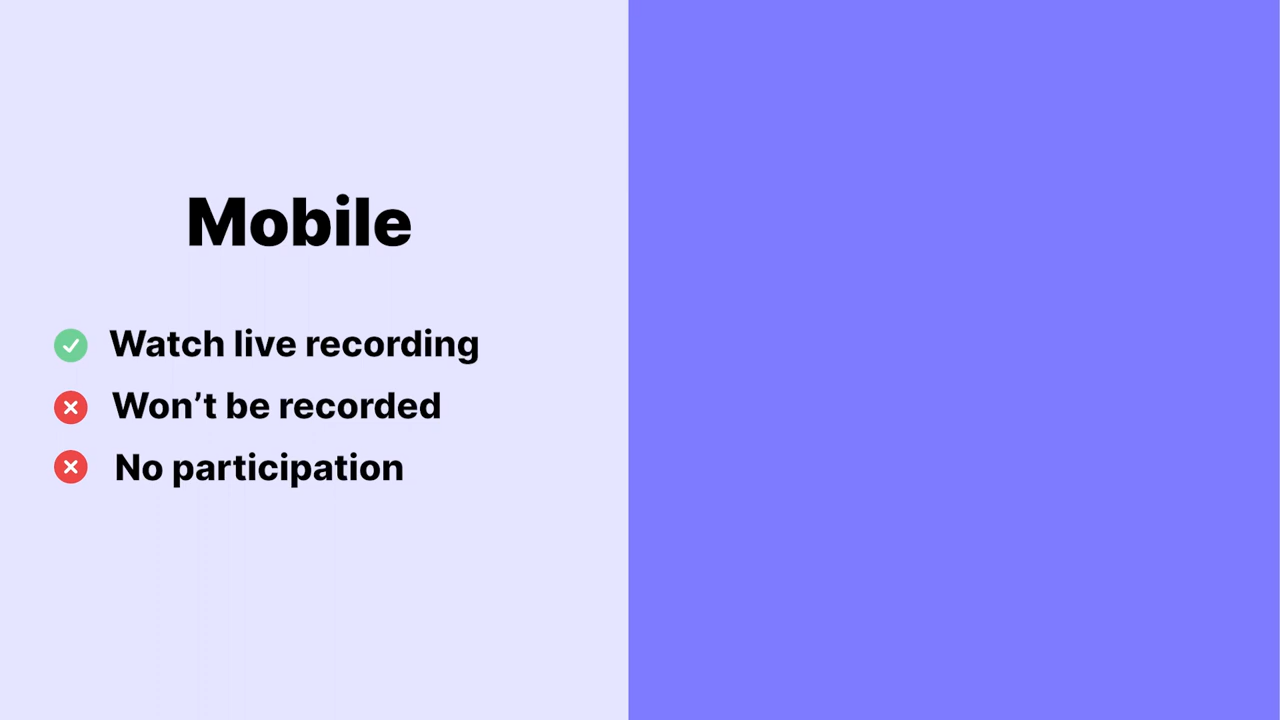 Mobile
Watch live recording
Won’t be recorded
No participation